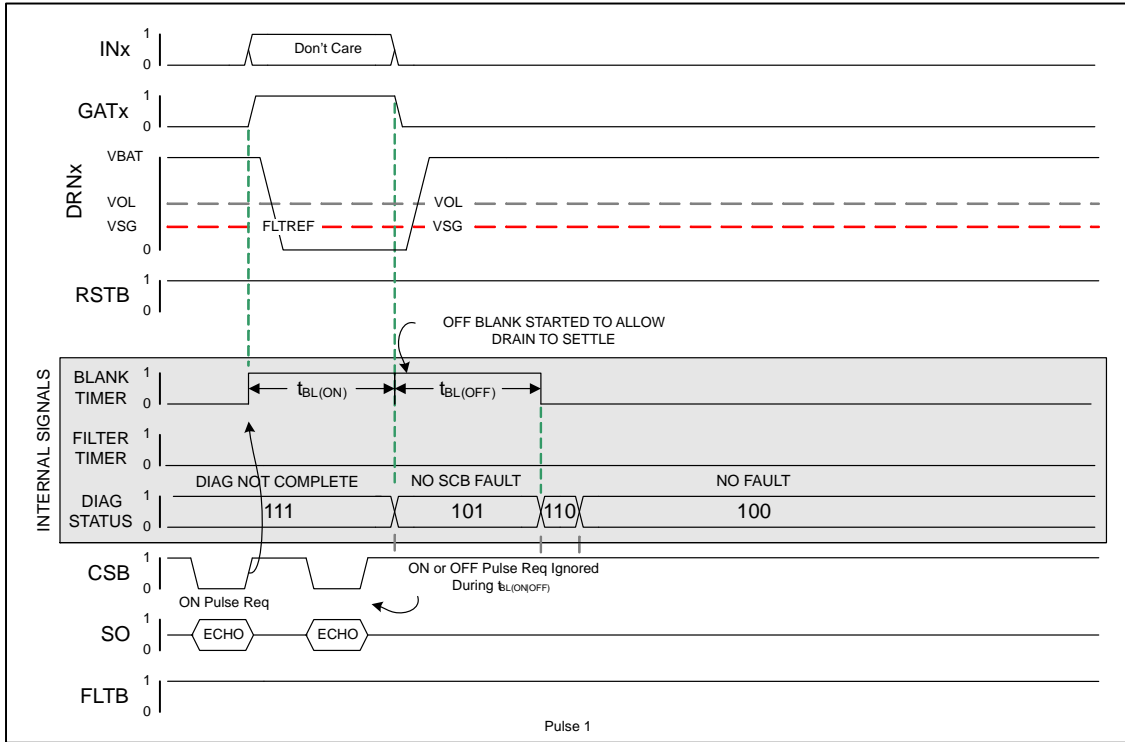 INx
1
0
Don't Care
GATx
1
0
DRNx
VBAT
VOL
VSG
FLTREF
VOL
VSG
RSTB
1
0
OFF BLANK STARTED TO ALLOW
DRAIN TO SETTLE
INTERNAL SIGNALS
BLANK
TIMER
1
0
tBL(ON)
tBL(OFF)
FILTER
TIMER
1
0
DIAG NOT COMPLETE
NO SCB FAULT
NO FAULT
DIAG
STATUS
1
0
111
101
110
100
CSB
1
0
ON Pulse Req
ON or OFF Pulse Req Ignored
During tBL(ON|OFF)
SO
1
0
ECHO
ECHO
FLTB
1
0
Pulse 1